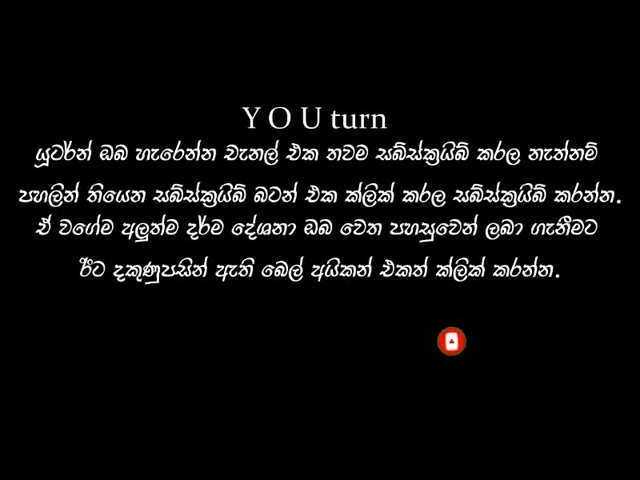 Y O U turn
යූටර්න් ඔබ හැරෙන්න චැනල් එක තවම සබ්ස්ක්‍රයිබ් කරල නැත්නම්
පහලින් තියෙන සබ්ස්ක්‍රයිබ් බටන් එක ක්ලික් කරල සබ්ස්ක්‍රයිබ් කරන්න.
ඒ වගේම අලුත්ම දර්ම දේශනා ඔබ වෙත පහසුවෙන් ලබා ගැනීමට
ඊට දකුණුපසින් ඇති බෙල් අයිකන් එකත් ක්ලික් කරන්න.